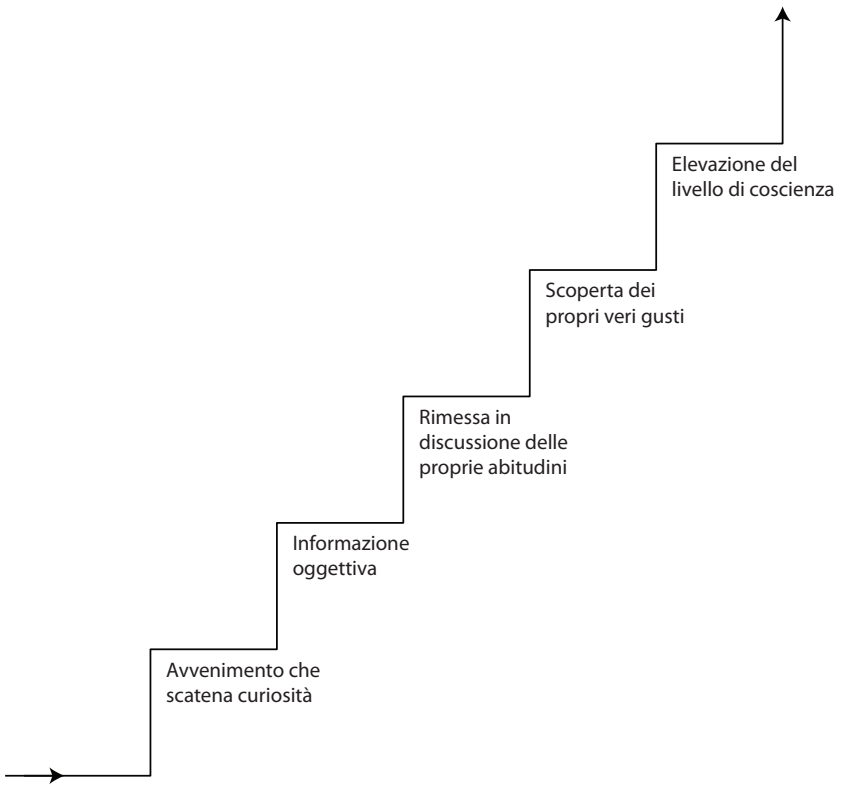 Elevazione del
livello di coscienza
Scoperta dei
propri veri gusti
Rimessa in
discussione delle
proprie abitudini
Informazione
oggettiva
Avvenimento che
scatena curiosità